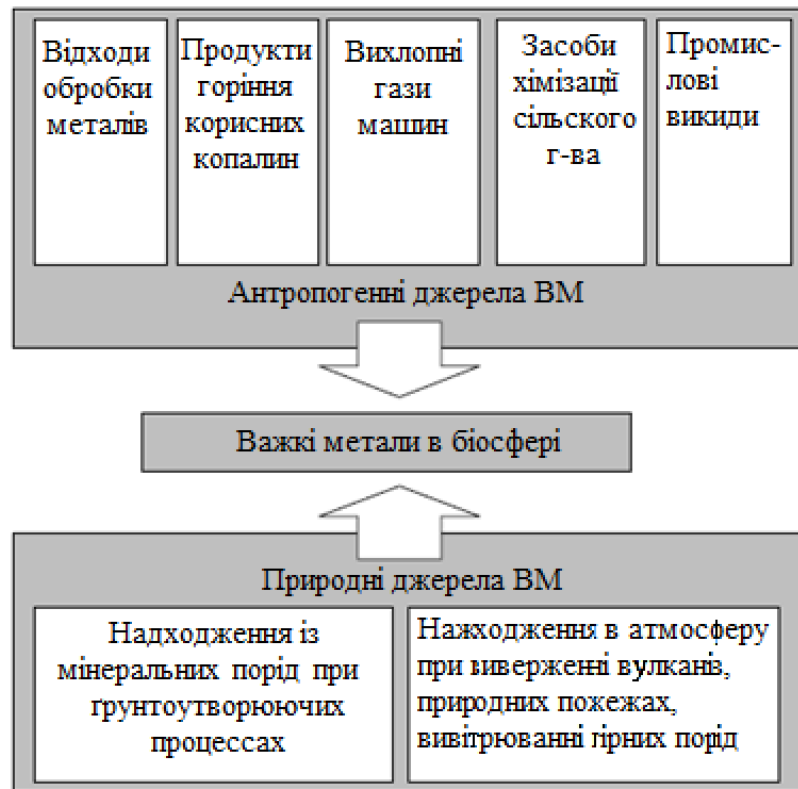 Відходи
обробки
металів
Продукти
горіння
корисних
копалин
Вихлопні
гази
машин
Засоби
хімізації
сільского
г-ва
Промис-
лові
викиди
Антропогенні джерела ВМ
Важкі метали в біосфері
Природні джерела ВМ
Надходження із
мінеральних порід при
ґрунтоутворюючих
процессах
Нажходження в атмосферу
при виверженні вулканів,
природних пожежах,
вивітрюванні гірних порід